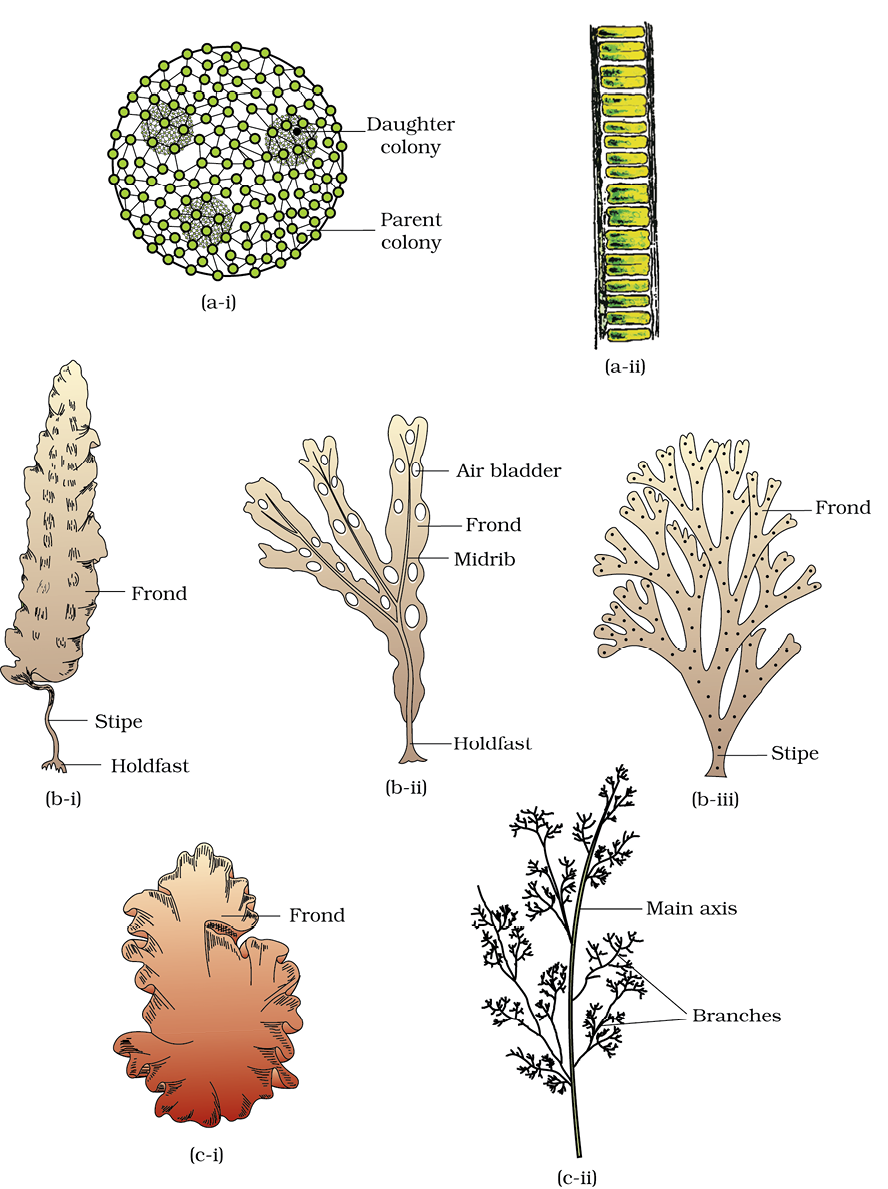 Daughter
colony
Parent
colony
(a-i)
(a-ii)
Air bladder
Frond
Midrib
Frond
Frond
Stipe
Holdfast
Holdfast
Stipe
(b-i)
(b-ii)
(b-iii)
Frond
Main axis
Branches
(c-i)
(c-ii)